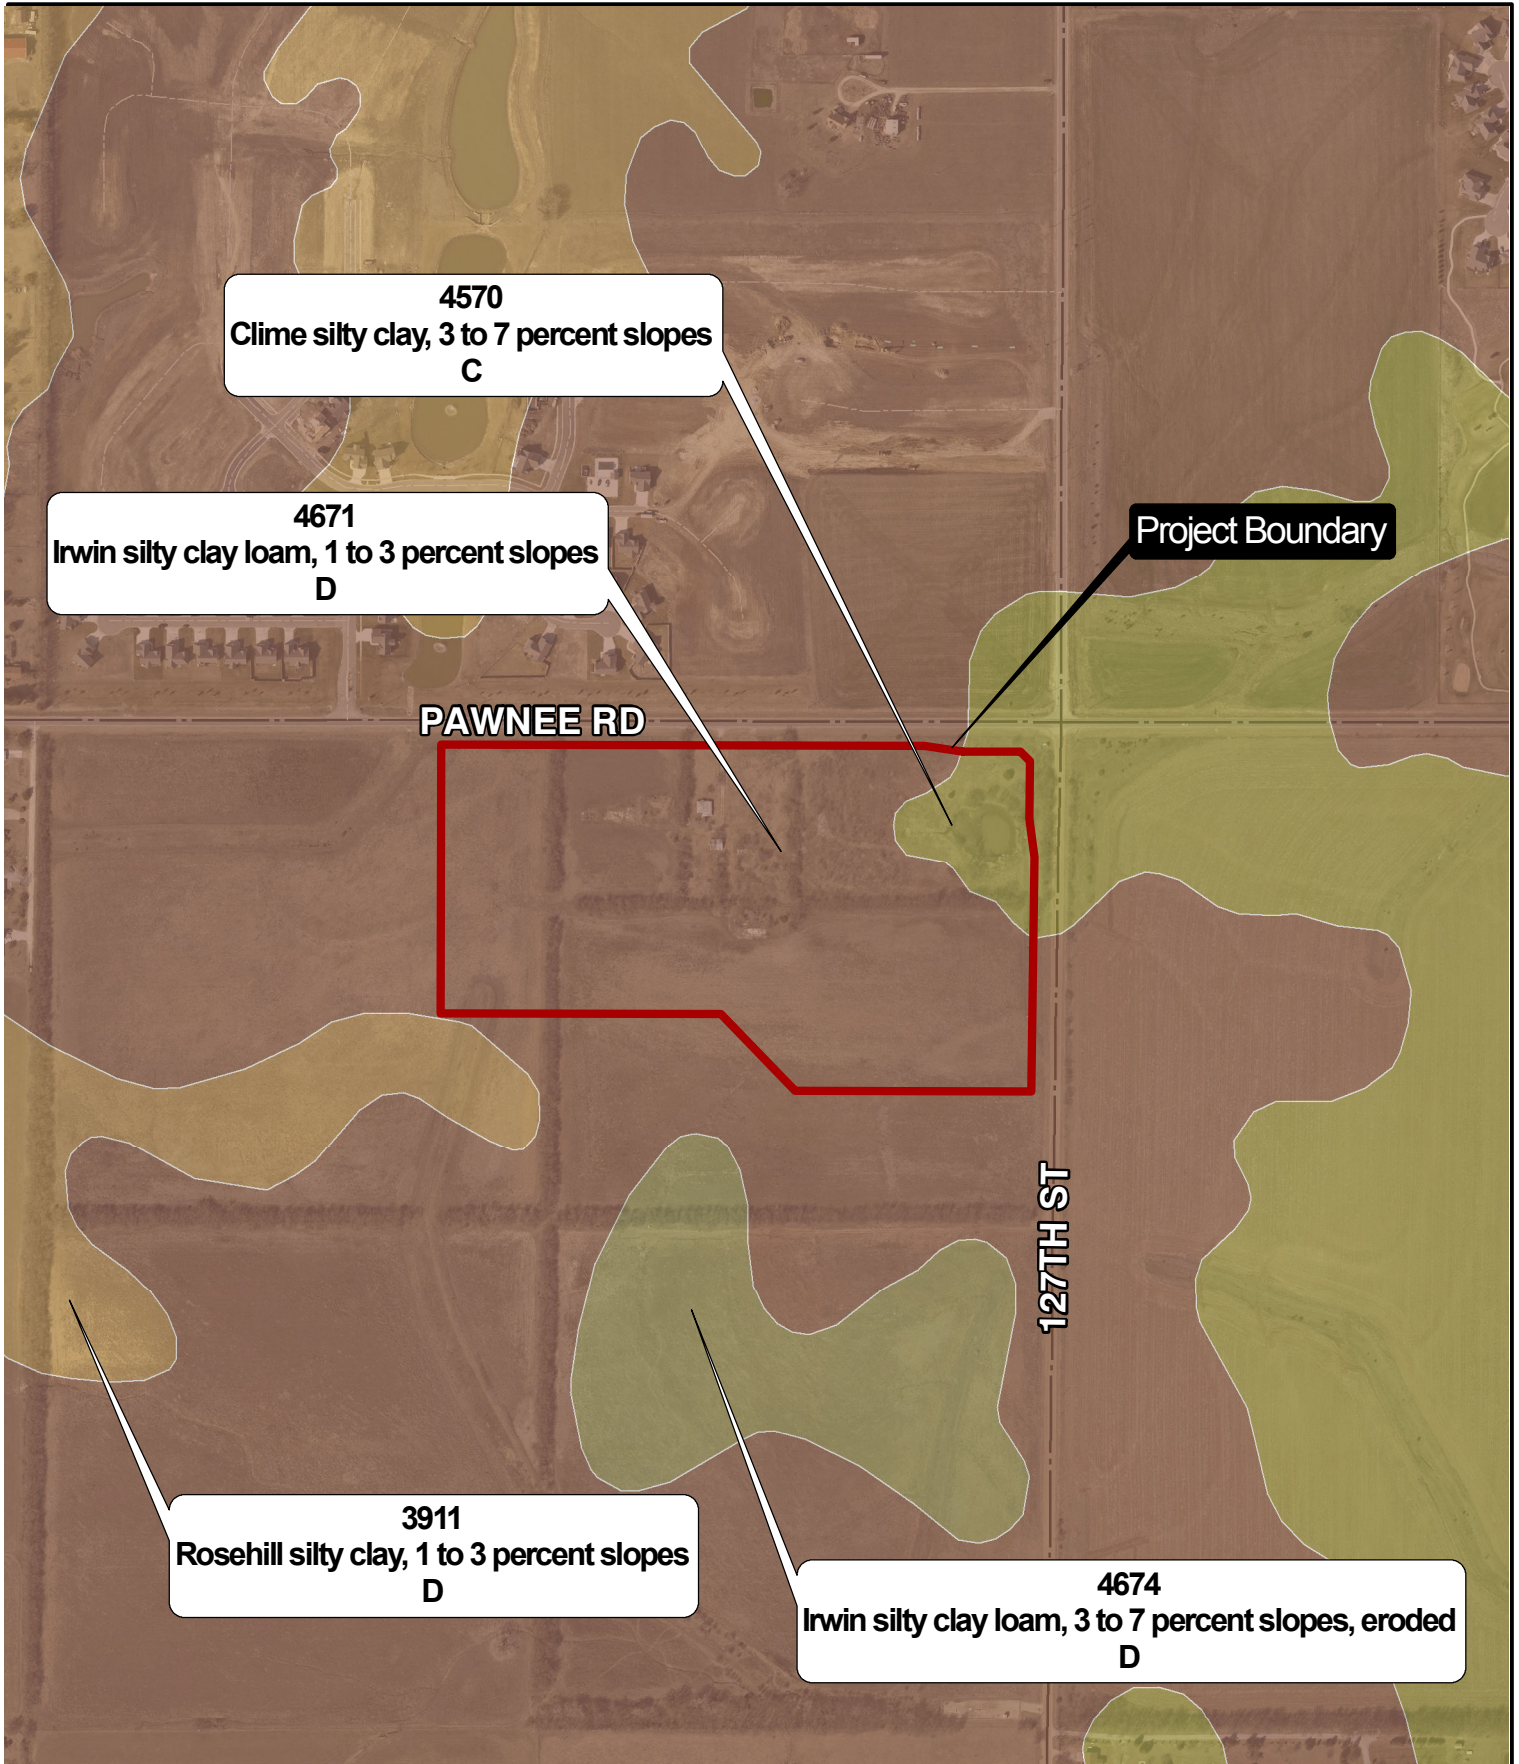 4570
Clime silty clay, 3 to 7 percent slopes
C
4671
Irwin silty clay loam, 1 to 3 percent slopes
D
Project Boundary
PAWNEE RD
127TH ST
3911
Rosehill silty clay, 1 to 3 percent slopes
D
4674
Irwin silty clay loam, 3 to 7 percent slopes, eroded
D